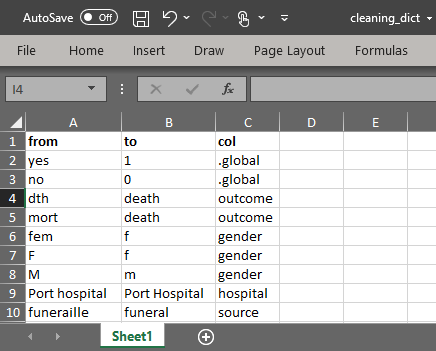 AutoSave Off cleaning_dict
File Home Insert Draw Page Layout Formulas
I4 fx
A B C D E
1 from to col
2 yes 1 .global
3 no 0 .global
4 dth death outcome
5 mort death outcome
6 fem f gender
7 F f gender
8 M m gender
9 Port hospital Port Hospital hospital
10 funeraille funeral source
Sheet1